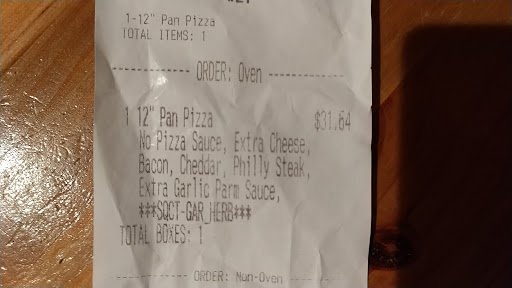 1-12" Pan Pizza
TOTAL ITEMS: 1
----------- ORDER: Oven -----------
1 12" Pan Pizza $31.64
No Pizza Sauce, Extra Cheese,
Bacon, Cheddar, Philly Steak,
Extra Garlic Parm Sauce,
***SQCT-GAR_HERB***
TOTAL BOXES: 1
----------- ORDER: Non-Oven --------